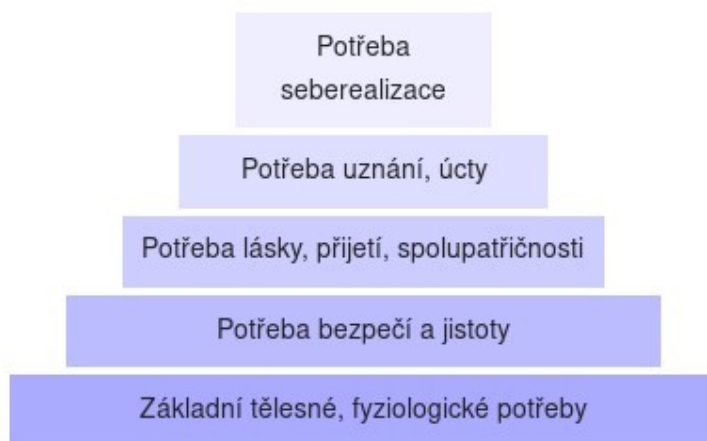 Potřeba
seberealizace
Potřeba uznání, úcty
Potřeba lásky, přijetí, spolupatřičnosti
Potřeba bezpečí a jistoty
Základní tělesné, fyziologické potřeby